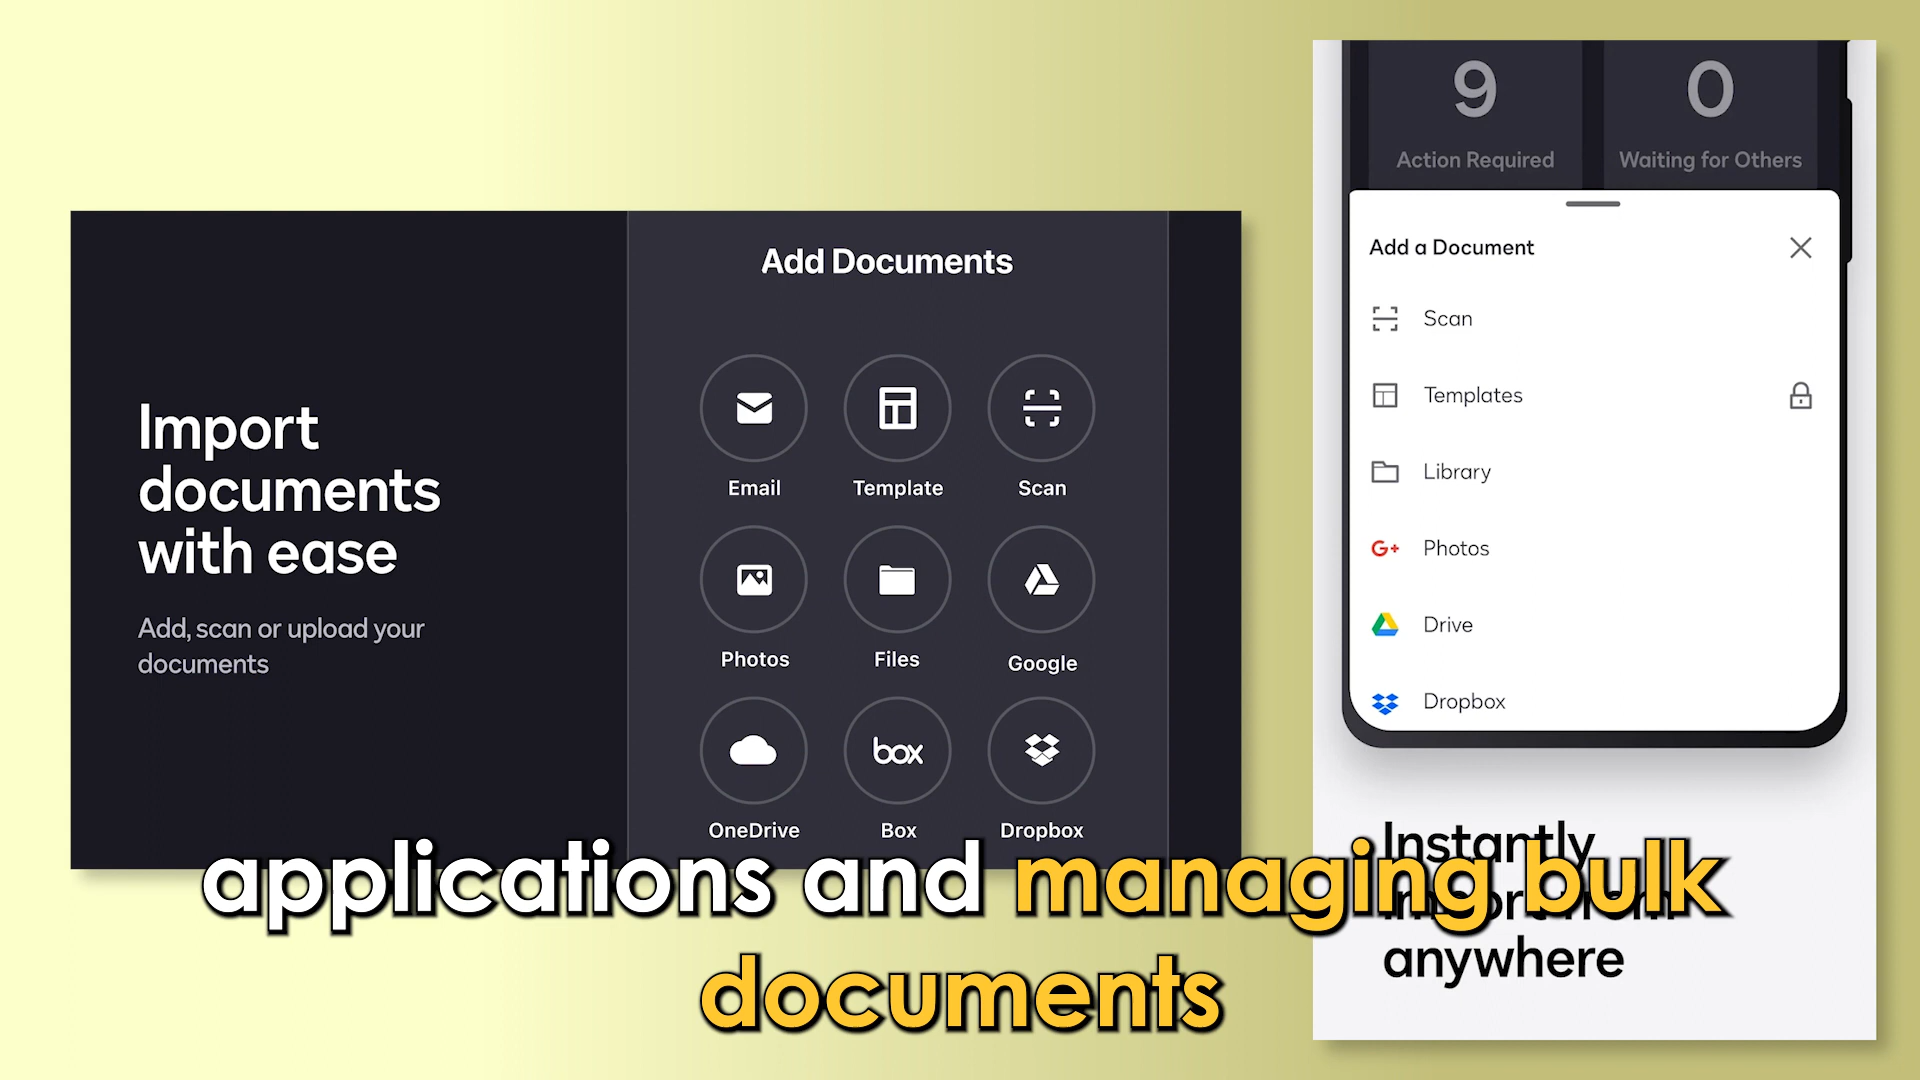 Import
documents
with ease
Add, scan or upload your
documents
Add Documents
Email
Template
Scan
Photos
Files
Google
OneDrive
box
Box
Dropbox
9
0
Action Required
Waiting for Others
Add a Document
Scan
Templates
Library
G+ Photos
Drive
Dropbox
Instantly
import from
anywhere
applications and managing bulk
documents